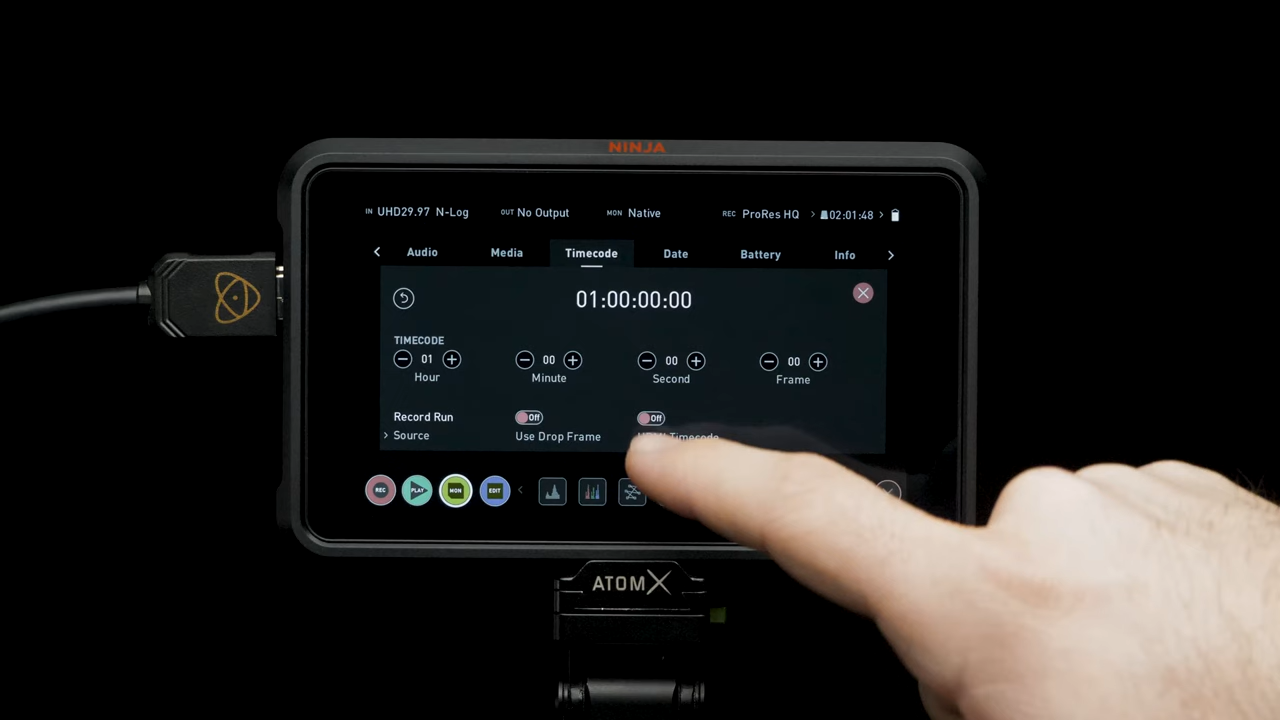 NINJA
IN UHD29.97 N-Log OUT No Output MON Native REC ProRes HQ > 02:01:48 >
< Audio Media Timecode Date Battery Info >
01:00:00:00
TIMECODE
01 00 00 00
Hour Minute Second Frame
Record Run Off Off
> Source Use Drop Frame Timecode
REC PLAY MON EDIT <
ATOMX